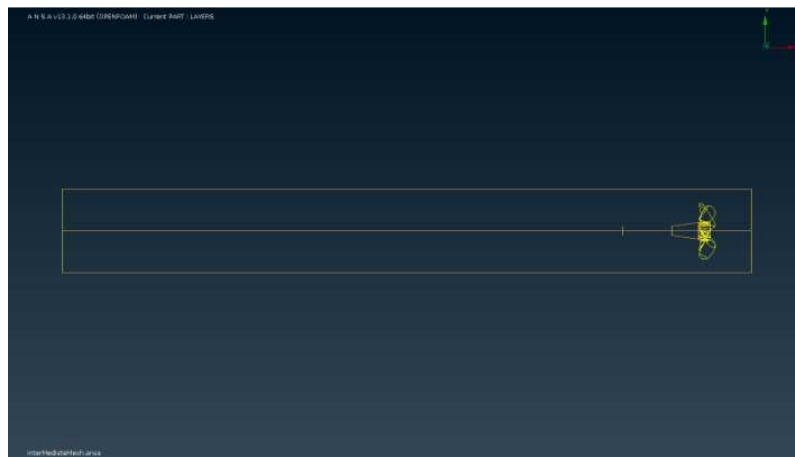 A N S A v13.1.0 64bit (OPENFOAM) Current PART : LAYERS
interMediateMesh.ansa